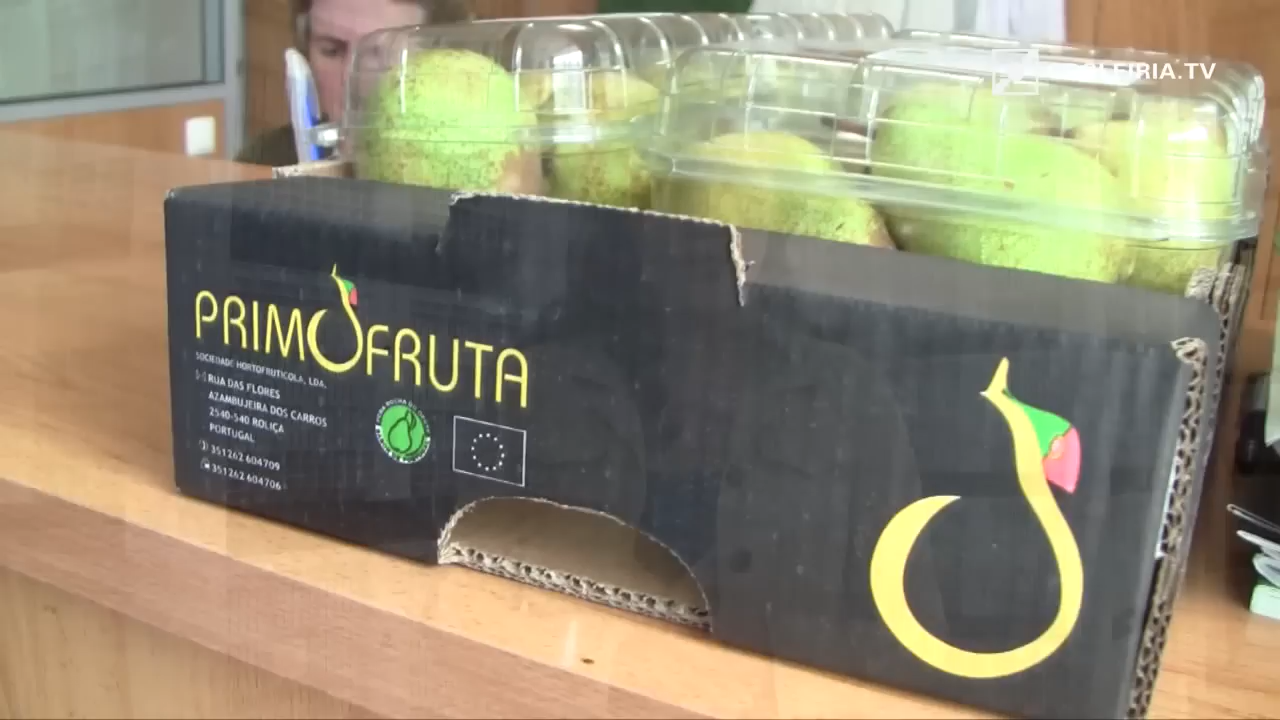 LEIRIA.TV
PRIMOFRUTA
SOCIEDADE HORTOFRUTICOLA, LDA.
RUA DAS FLORES
AZAMBUJEIRA DOS CARROS
2540-540 ROLIÇA
PORTUGAL
351262 604709
351262 604706